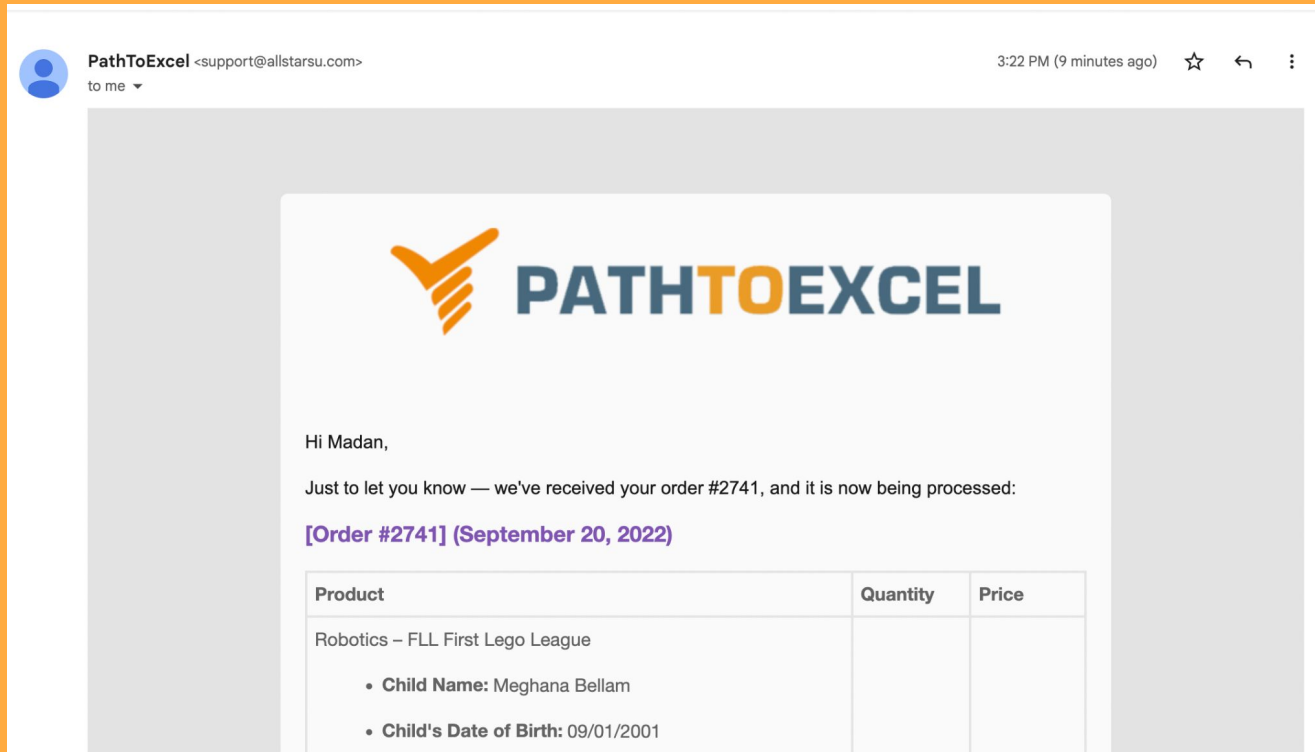 PathToExcel <support@allstarsu.com>
3:22 PM (9 minutes ago)
to me
PATHTOEXCEL
Hi Madan,
Just to let you know — we've received your order #2741, and it is now being processed:
[Order #2741] (September 20, 2022)
Product Quantity Price
Robotics – FLL First Lego League
• Child Name: Meghana Bellam
• Child's Date of Birth: 09/01/2001